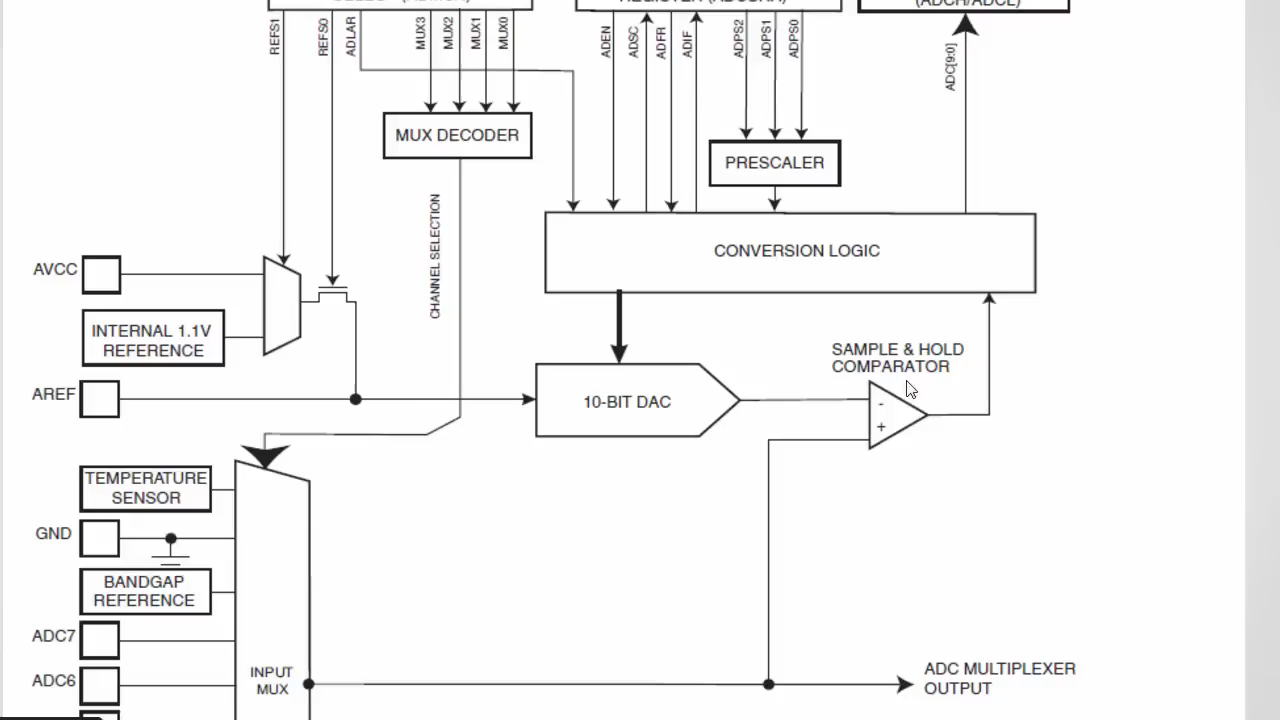 (ADCH/ADCL)
REFS1
REFS0
ADLAR
MUX3
MUX2
MUX1
MUX0
ADEN
ADSC
ADFR
ADIF
ADPS2
ADPS1
ADPS0
ADC[9:0]
MUX DECODER
PRESCALER
CHANNEL SELECTION
CONVERSION LOGIC
AVCC
INTERNAL 1.1V
REFERENCE
AREF
10-BIT DAC
SAMPLE & HOLD
COMPARATOR
-
+
TEMPERATURE
SENSOR
GND
BANDGAP
REFERENCE
ADC7
ADC6
INPUT
MUX
ADC MULTIPLEXER
OUTPUT